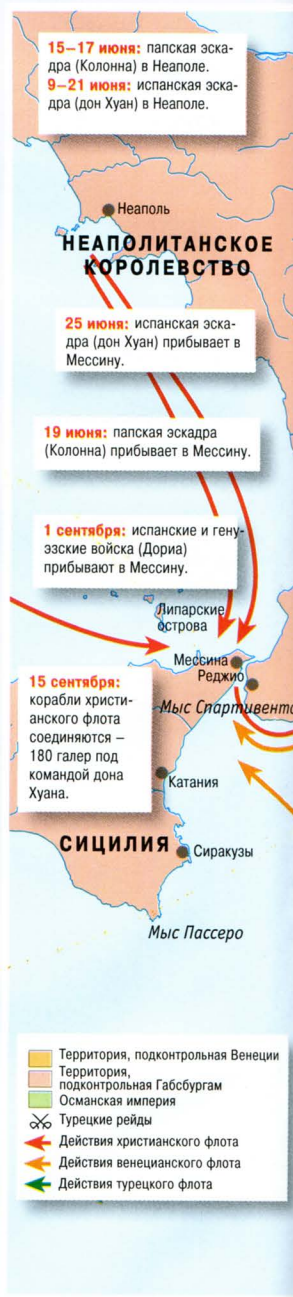 15–17 июня: папская эска-
дра (Колонна) в Неаполе.
9–21 июня: испанская эска-
дра (дон Хуан) в Неаполе.
Неаполь
НЕАПОЛИТАНСКОЕ
КОРОЛЕВСТВО
25 июня: испанская эска-
дра (дон Хуан) прибывает в
Мессину.
19 июня: папская эскадра
(Колонна) прибывает в Мессину.
1 сентября: испанские и гену-
эзские войска (Дориа)
прибывают в Мессину.
Липарские
острова
Мессина
Реджио
15 сентября:
корабли христи-
анского флота
соединяются –
180 галер под
командой дона
Хуана.
Мыс Спартивенто
Катания
СИЦИЛИЯ
Сиракузы
Мыс Пассеро
Территория, подконтрольная Венеции
Территория,
подконтрольная Габсбургам
Османская империя
Турецкие рейды
Действия христианского флота
Действия венецианского флота
Действия турецкого флота